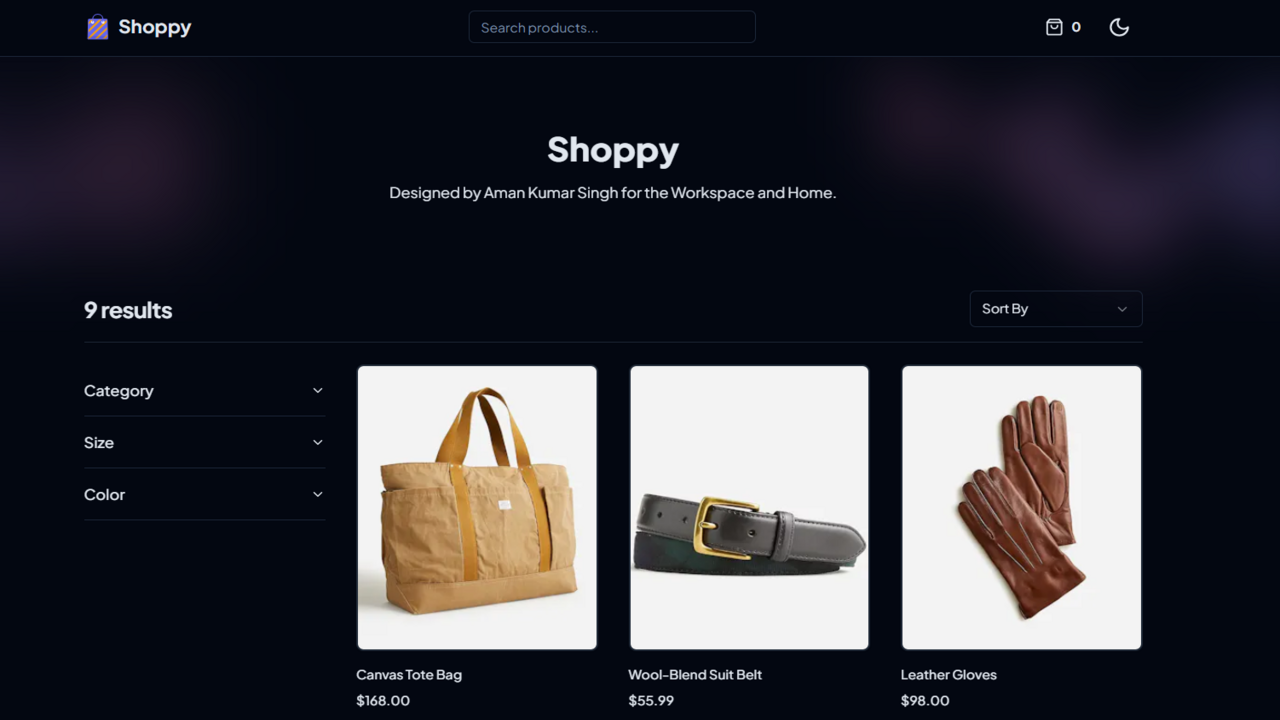 Shoppy
Search products...
0
Shoppy
Designed by Aman Kumar Singh for the Workspace and Home.
9 results
Sort By
Category
Size
Color
Canvas Tote Bag
$168.00
Wool-Blend Suit Belt
$55.99
Leather Gloves
$98.00